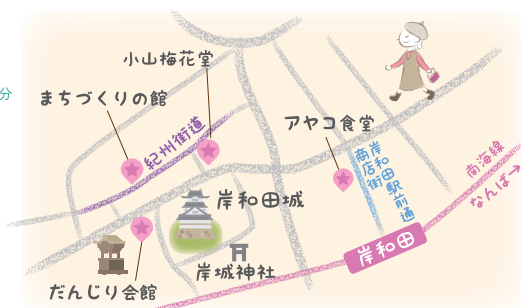 小山梅花堂
分
まちづくりの館
紀州街道
アヤコ食堂
岸和田駅前通
商店街
南海線
なんば→
岸和田城
岸和田
岸城神社
だんじり会館